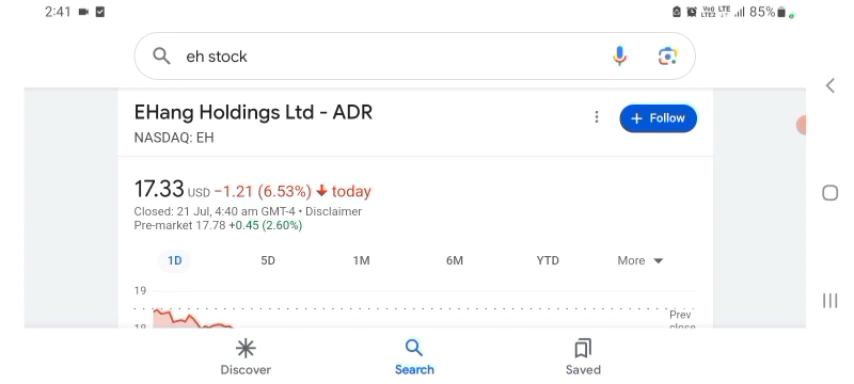 2:41 85%
eh stock
EHang Holdings Ltd - ADR
+ Follow
NASDAQ: EH
17.33 USD −1.21 (6.53%) ↓ today
Closed: 21 Jul, 4:40 am GMT-4 • Disclaimer
Pre-market 17.78 +0.45 (2.60%)
1D 5D 1M 6M YTD More
19
Prev
close
18
Discover Search Saved